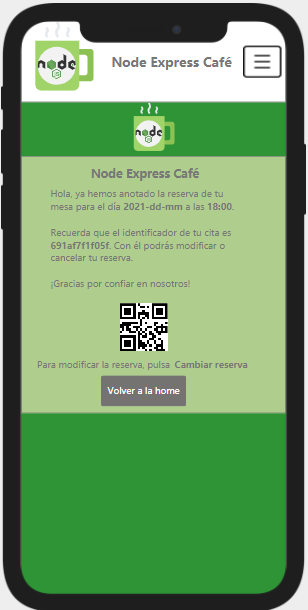 node
Node Express Café
node
Node Express Café
Hola, ya hemos anotado la reserva de tu
mesa para el día 2021-dd-mm a las 18:00.
Recuerda que el identificador de tu cita es
691af7f1f05f. Con él podrás modificar o
cancelar tu reserva.
¡Gracias por confiar en nosotros!
Para modificar la reserva, pulsa Cambiar reserva
Volver a la home